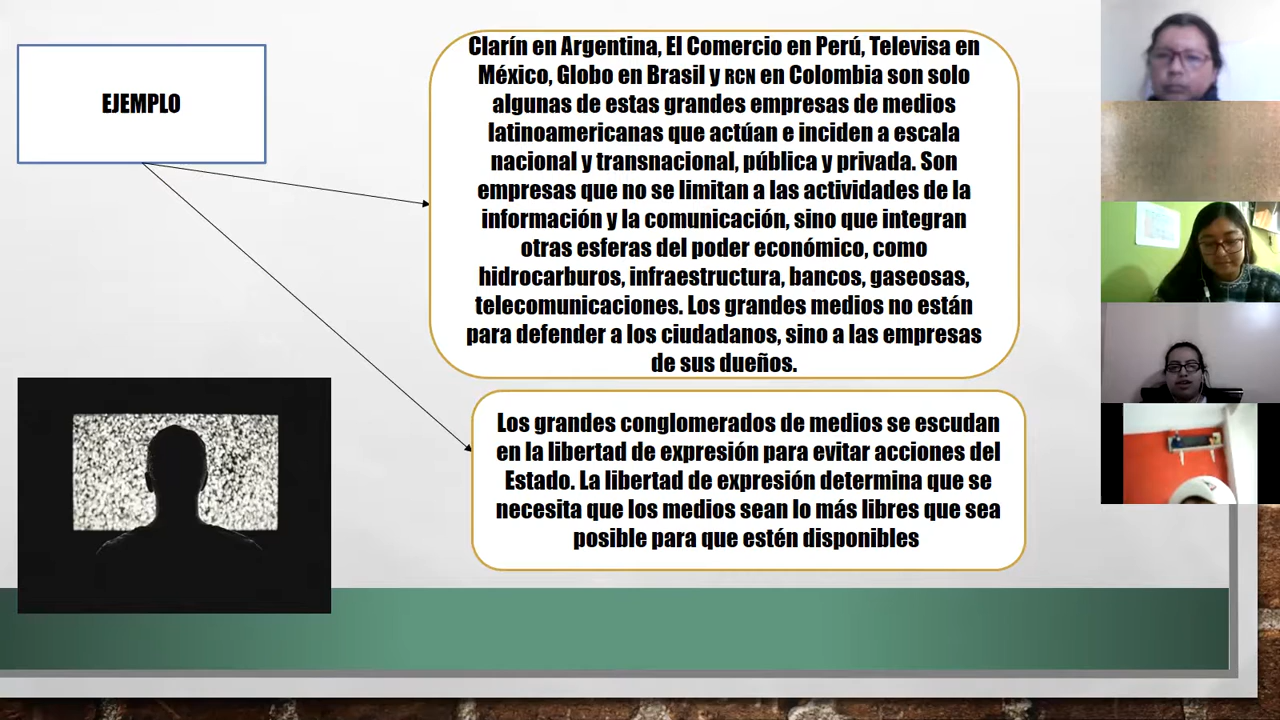 EJEMPLO
Clarín en Argentina, El Comercio en Perú, Televisa en
México, Globo en Brasil y RCN en Colombia son solo
algunas de estas grandes empresas de medios
latinoamericanas que actúan e inciden a escala
nacional y transnacional, pública y privada. Son
empresas que no se limitan a las actividades de la
información y la comunicación, sino que integran
otras esferas del poder económico, como
hidrocarburos, infraestructura, bancos, gaseosas,
telecomunicaciones. Los grandes medios no están
para defender a los ciudadanos, sino a las empresas
de sus dueños.
Los grandes conglomerados de medios se escudan
en la libertad de expresión para evitar acciones del
Estado. La libertad de expresión determina que se
necesita que los medios sean lo más libres que sea
posible para que estén disponibles